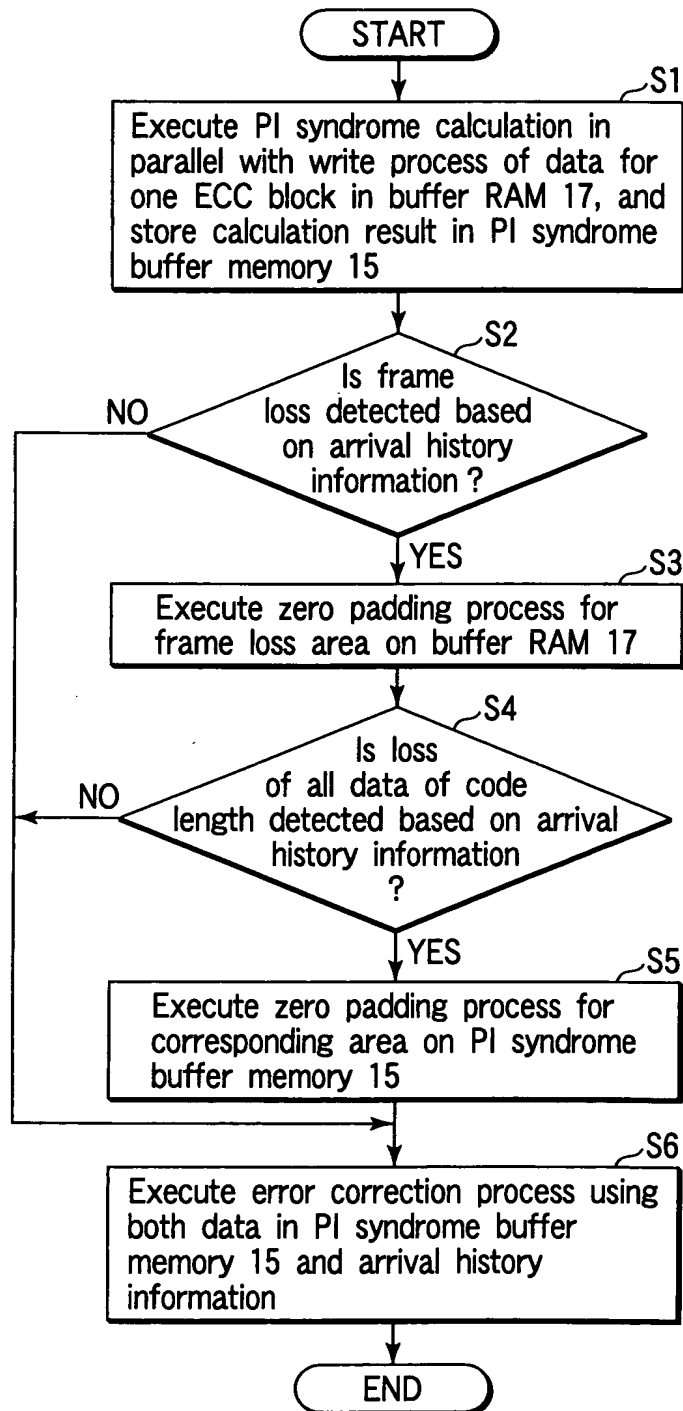 START
S1
Execute PI syndrome calculation in
parallel with write process of data for
one ECC block in buffer RAM 17, and
store calculation result in PI syndrome
buffer memory 15
S2
Is frame
loss detected based
on arrival history
information ?
NO
YES
S3
Execute zero padding process for
frame loss area on buffer RAM 17
S4
Is loss
of all data of code
length detected based on arrival
history information
?
NO
YES
S5
Execute zero padding process for
corresponding area on PI syndrome
buffer memory 15
S6
Execute error correction process using
both data in PI syndrome buffer
memory 15 and arrival history
information
END